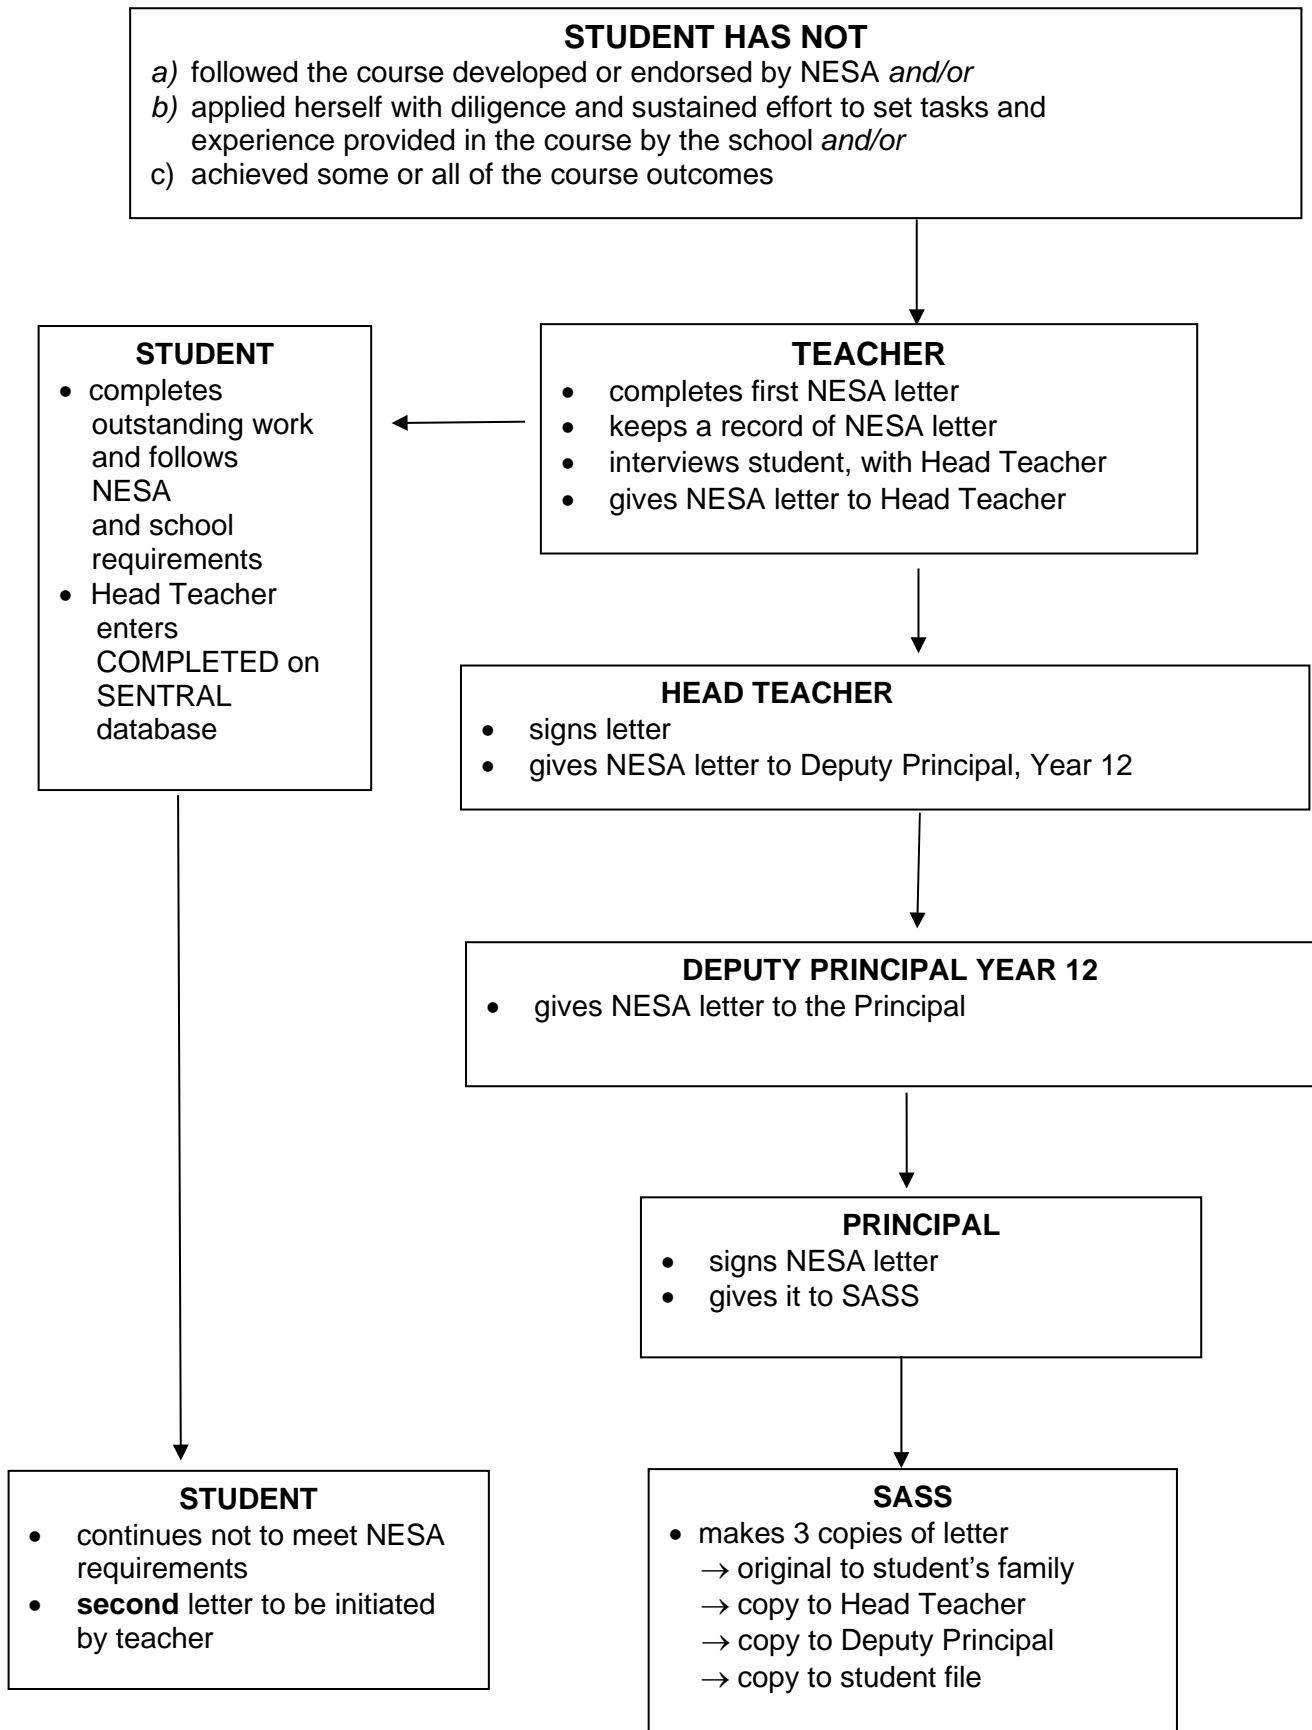 STUDENT HAS NOT
a) followed the course developed or endorsed by NESA and/or
b) applied herself with diligence and sustained effort to set tasks and
experience provided in the course by the school and/or
c) achieved some or all of the course outcomes
TEACHER
• completes first NESA letter
• keeps a record of NESA letter
• interviews student, with Head Teacher
• gives NESA letter to Head Teacher
STUDENT
• completes
outstanding work
and follows
NESA
and school
requirements
• Head Teacher
enters
COMPLETED on
SENTRAL
database
HEAD TEACHER
• signs letter
• gives NESA letter to Deputy Principal, Year 12
DEPUTY PRINCIPAL YEAR 12
• gives NESA letter to the Principal
PRINCIPAL
• signs NESA letter
• gives it to SASS
STUDENT
• continues not to meet NESA
requirements
• second letter to be initiated
by teacher
SASS
• makes 3 copies of letter
→ original to student’s family
→ copy to Head Teacher
→ copy to Deputy Principal
→ copy to student file